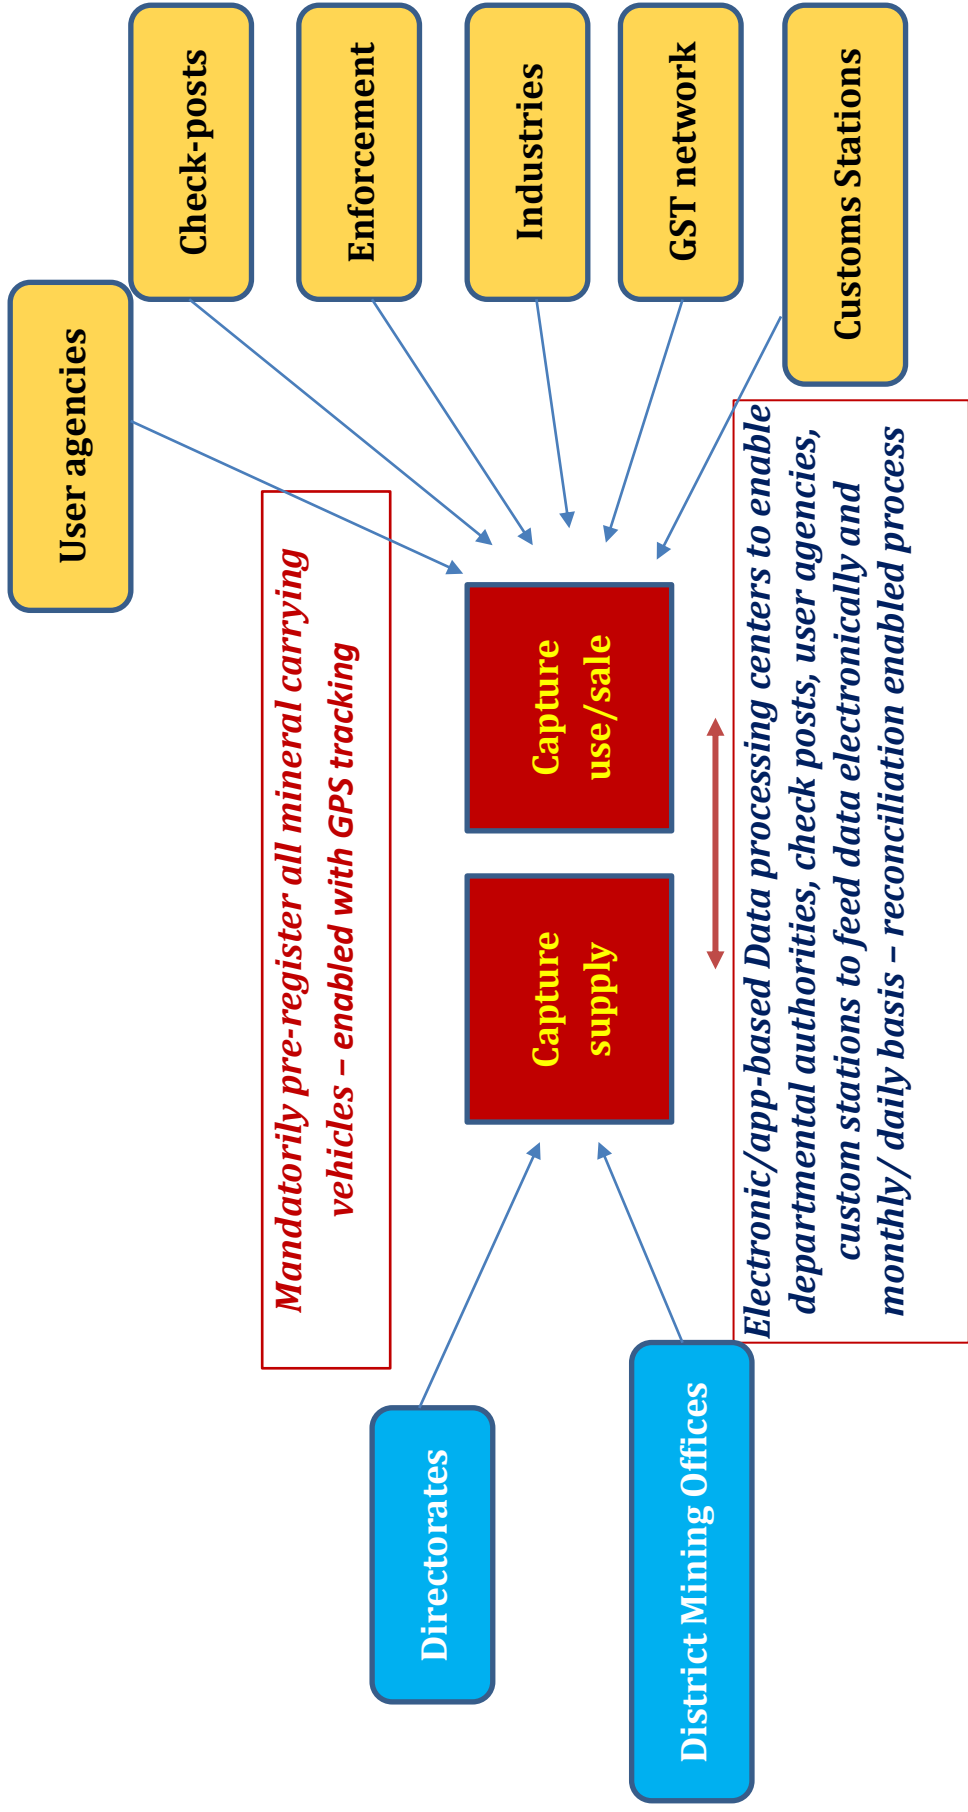 User agencies
Check-posts
Mandatorily pre-register all mineral carrying
vehicles – enabled with GPS tracking
Enforcement
Directorates
Industries
Capture
supply
Capture
use/sale
GST network
District Mining Offices
Customs Stations
Electronic/app-based Data processing centers to enable
departmental authorities, check posts, user agencies,
custom stations to feed data electronically and
monthly/ daily basis – reconciliation enabled process